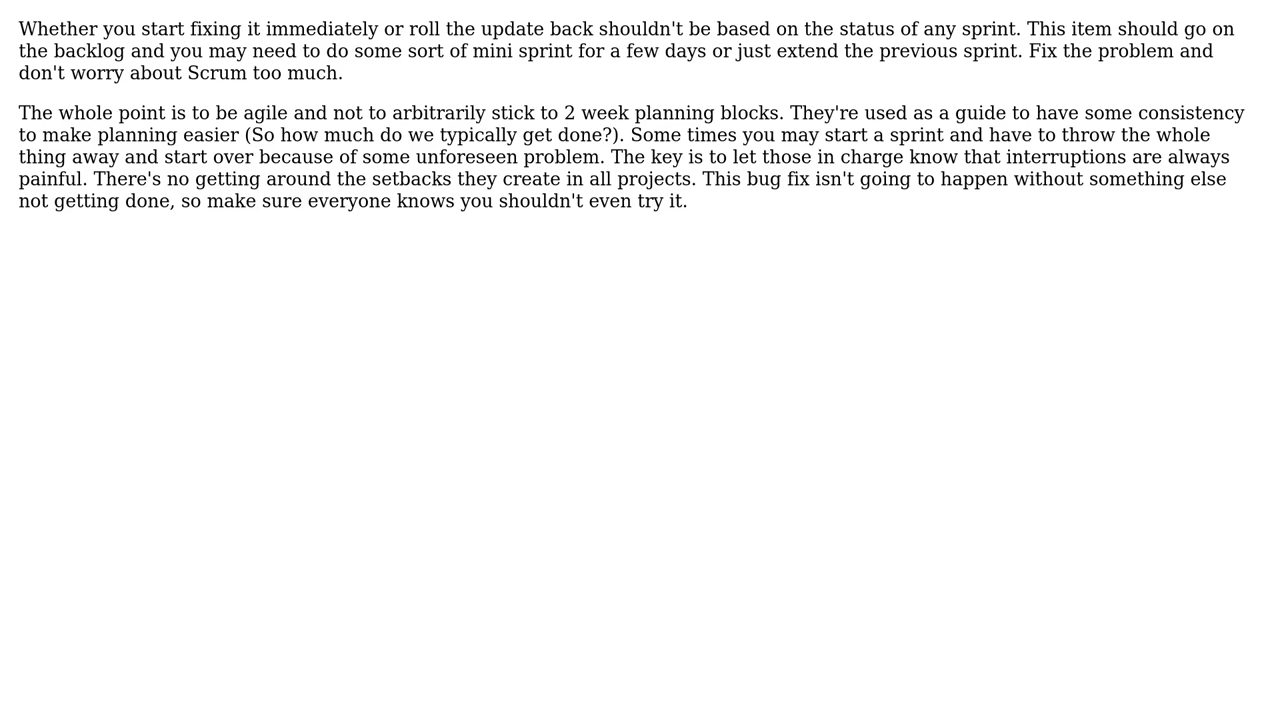 Whether you start fixing it immediately or roll the update back shouldn't be based on the status of any sprint. This item should go on
the backlog and you may need to do some sort of mini sprint for a few days or just extend the previous sprint. Fix the problem and
don't worry about Scrum too much.
The whole point is to be agile and not to arbitrarily stick to 2 week planning blocks. They're used as a guide to have some consistency
to make planning easier (So how much do we typically get done?). Some times you may start a sprint and have to throw the whole
thing away and start over because of some unforeseen problem. The key is to let those in charge know that interruptions are always
painful. There's no getting around the setbacks they create in all projects. This bug fix isn't going to happen without something else
not getting done, so make sure everyone knows you shouldn't even try it.